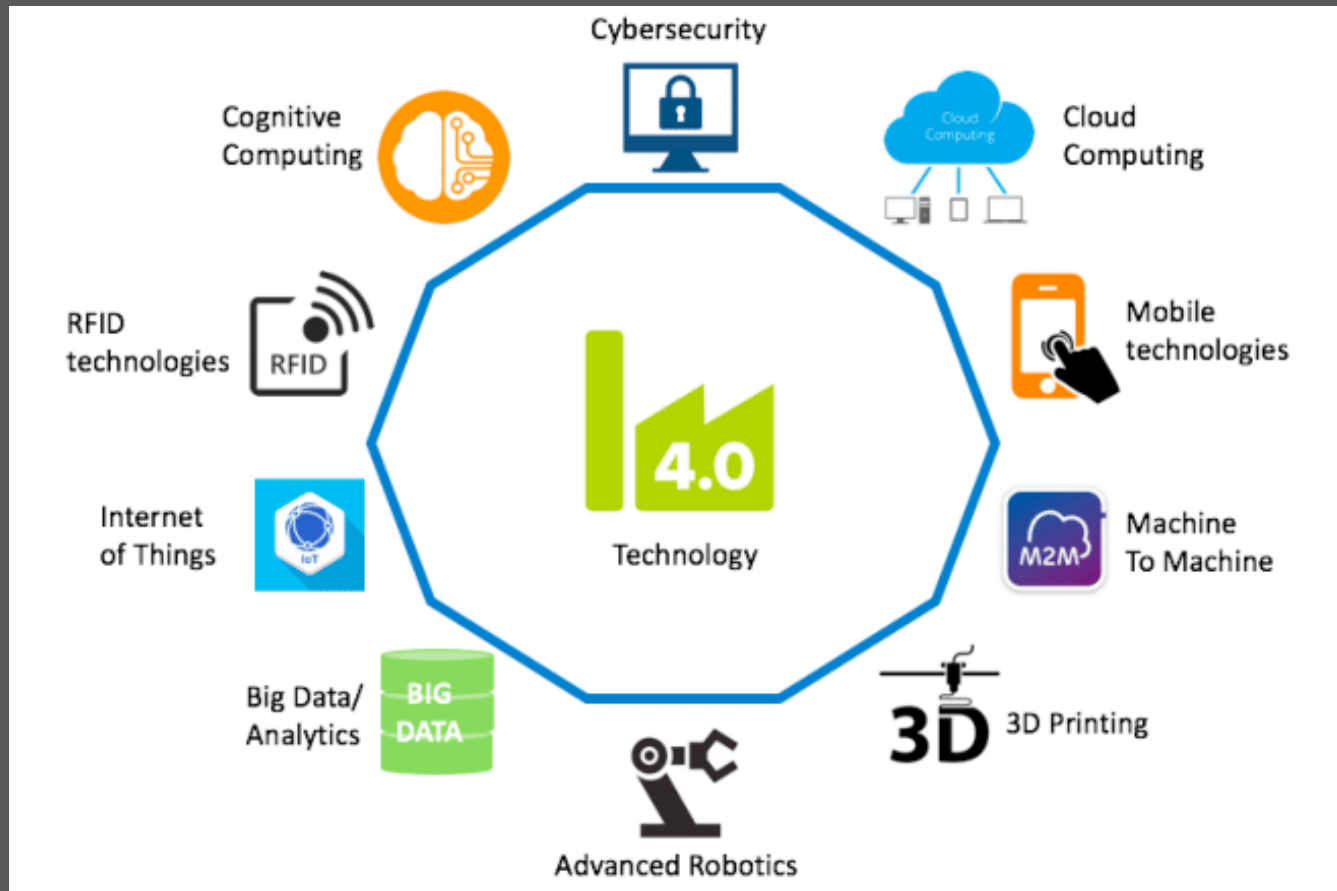 Cybersecurity
Cognitive
Computing
Cloud
Computing
Cloud
Computing
RFID
technologies
RFID
Mobile
technologies
4.0
Technology
Internet
of Things
IoT
M2M
Machine
To Machine
Big Data/
Analytics
BIG
DATA
3D
3D Printing
Advanced Robotics